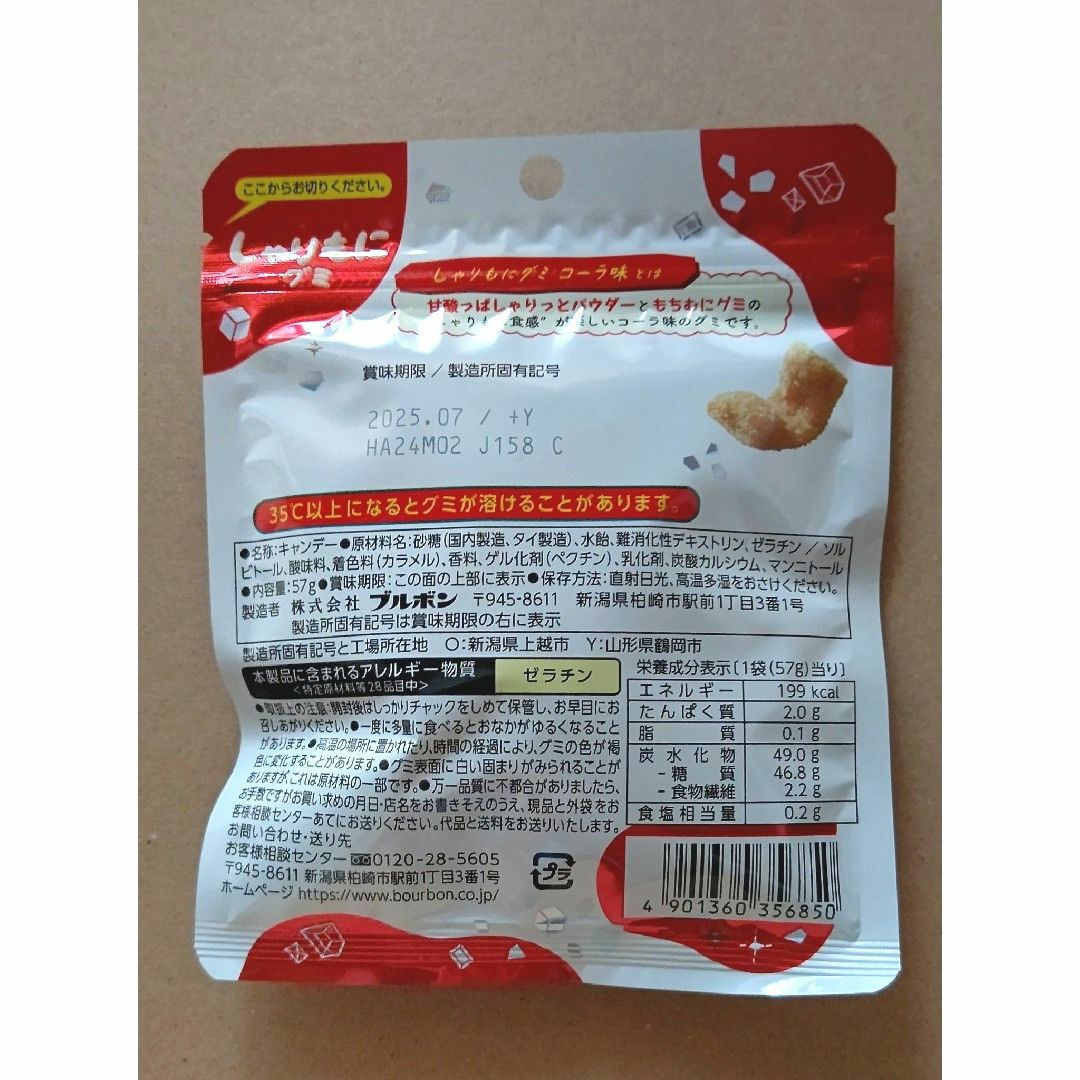 ここからお切りください。
しゃりもに
グミ
しゃりもにグミ コーラ味とは
甘酸っぱしゃりっとパウダーともちむにグミの
食感"が楽しいコーラ味のグミです。
賞味期限 / 製造所固有記号
2025.07 / +Y
HA24M02 J158 C
35℃以上になるとグミが溶けることがあります。
●名称:キャンデー●原材料名:砂糖(国内製造、タイ製造)、水飴、難消化性デキストリン、ゼラチン / ソル
ビトール、酸味料、着色料(カラメル)、香料、ゲル化剤(ペクチン)、乳化剤、炭酸カルシウム、マンニトール
●内容量:57g●賞味期限:この面の上部に表示●保存方法:直射日光、高温多湿をおさけください。
製造者 株式会社 ブルボン 〒945-8611 新潟県柏崎市駅前1丁目3番1号
製造所固有記号は賞味期限の右に表示
製造所固有記号と工場所在地 O:新潟県上越市 Y:山形県鶴岡市
本製品に含まれるアレルギー物質
<特定原材料等28品目中>
ゼラチン
●取扱上の注意:開封後はしっかりチャックをしめて保管し、お早目にお
召しあがりください。●一度に多量に食べるとおなかがゆるくなること
があります。●高温の場所に置かれたり、時間の経過により、グミの色が褐
色に変化することがあります。●グミ表面に白い固まりがみられることが
ありますが、これは原材料の一部です。●万一品質に不都合がありましたら、
お手数ですがお買い求めの月日・店名をお書きそえのうえ、現品と外袋をお
客様相談センターあてにお送りください。代品と送料をお送りいたします。
お問い合わせ・送り先
お客様相談センター 0120-28-5605
〒945-8611 新潟県柏崎市駅前1丁目3番1号
ホームページ https://www.bourbon.co.jp/
プラ
栄養成分表示〔1袋(57g)当り〕
エネルギー 199 kcal
たんぱく質 2.0 g
脂質 0.1 g
炭水化物 49.0 g
- 糖質 46.8 g
- 食物繊維 2.2 g
食塩相当量 0.2 g
4 901360 356850